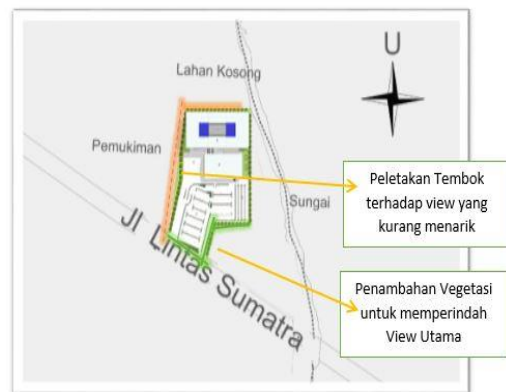 U
Lahan Kosong
Pemukiman
Sungai
Jl Lintas Sumatra
Peletakan Tembok
terhadap view yang
kurang menarik
Penambahan Vegetasi
untuk memperindah
View Utama